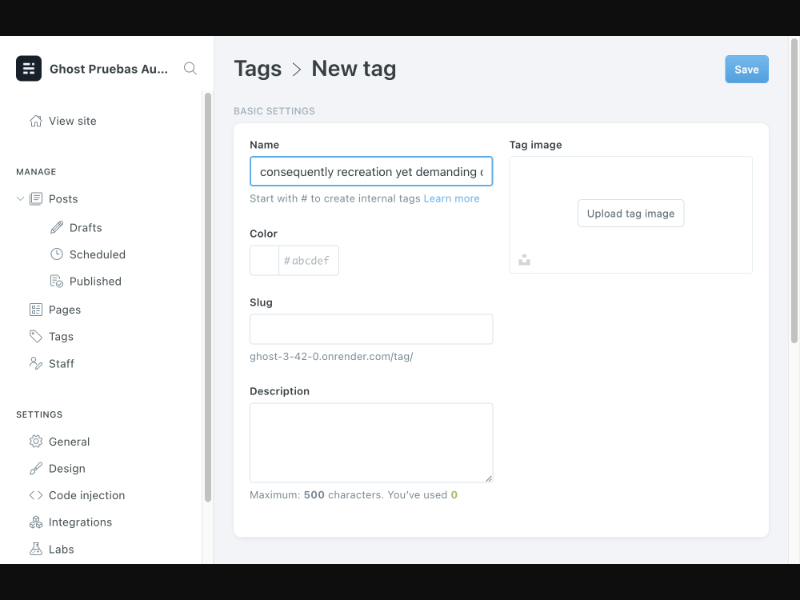 Ghost Pruebas Au...
View site
MANAGE
Posts
Drafts
Scheduled
Published
Pages
Tags
Staff
SETTINGS
General
Design
Code injection
Integrations
Labs
Tags > New tag
Save
BASIC SETTINGS
Name
consequently recreation yet demanding
Start with # to create internal tags Learn more
Color
#abcdef
Slug
ghost-3-42-0.onrender.com/tag/
Description
Maximum: 500 characters. You've used 0
Tag image
Upload tag image